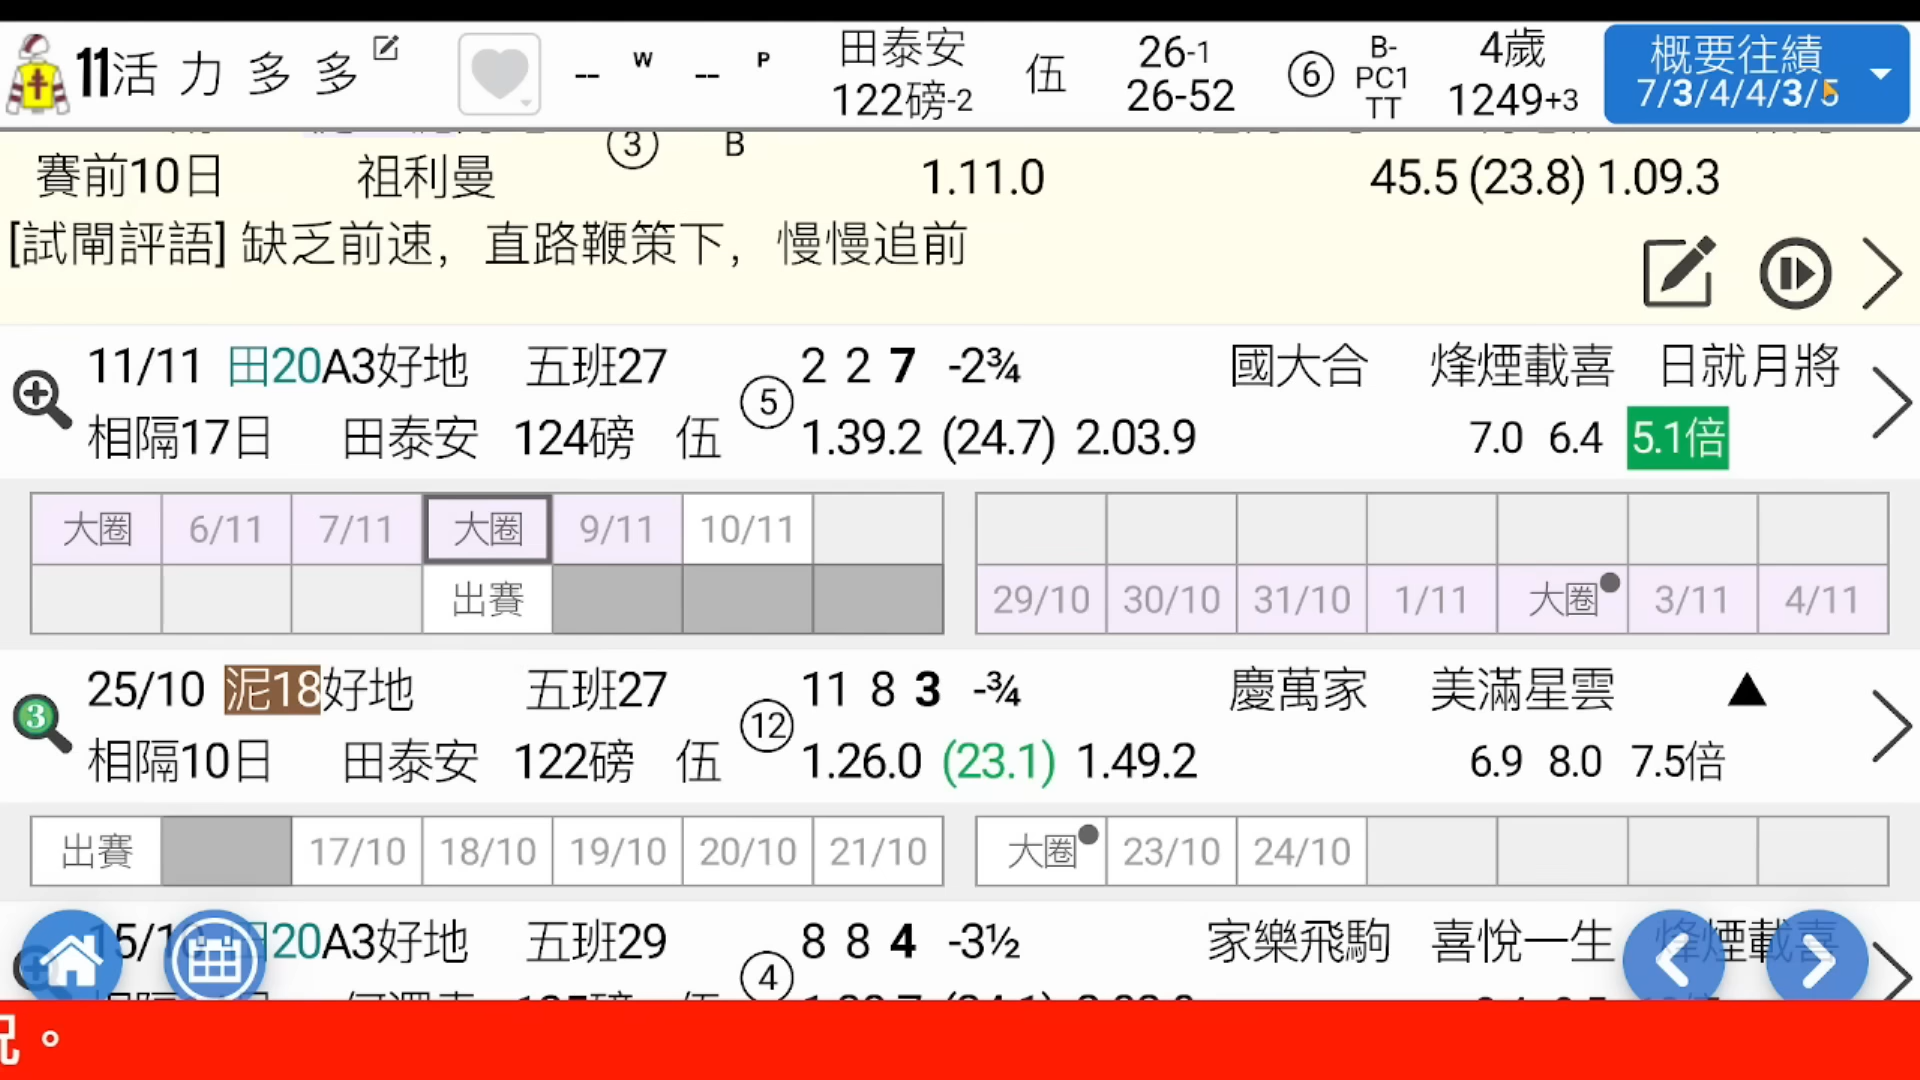 11活力多多 -- W -- P 田泰安 伍 26-1 ⑥ B- 4歲 概要往績
122磅-2 26-52 PC1 1249+3 7/3/4/4/3/5
TT
③ B
賽前10日 祖利曼 1.11.0 45.5 (23.8) 1.09.3
[試閘評語] 缺乏前速，直路鞭策下，慢慢追前
11/11 田20A3好地 五班27 ⑤ 2 2 7 -2¾ 國大合 烽煙載喜 日就月將
相隔17日 田泰安 124磅 伍 1.39.2 (24.7) 2.03.9 7.0 6.4 5.1倍
大圈 6/11 7/11 大圈 9/11 10/11
出賽 29/10 30/10 31/10 1/11 大圈 3/11 4/11
25/10 泥18好地 五班27 ⑫ 11 8 3 -¾ 慶萬家 美滿星雲 ▲
3
相隔10日 田泰安 122磅 伍 1.26.0 (23.1) 1.49.2 6.9 8.0 7.5倍
出賽 17/10 18/10 19/10 20/10 21/10 大圈 23/10 24/10
20A3好地 五班29 ④ 8 8 4 -3½ 家樂飛駒 喜悅一生 烽煙載喜
。